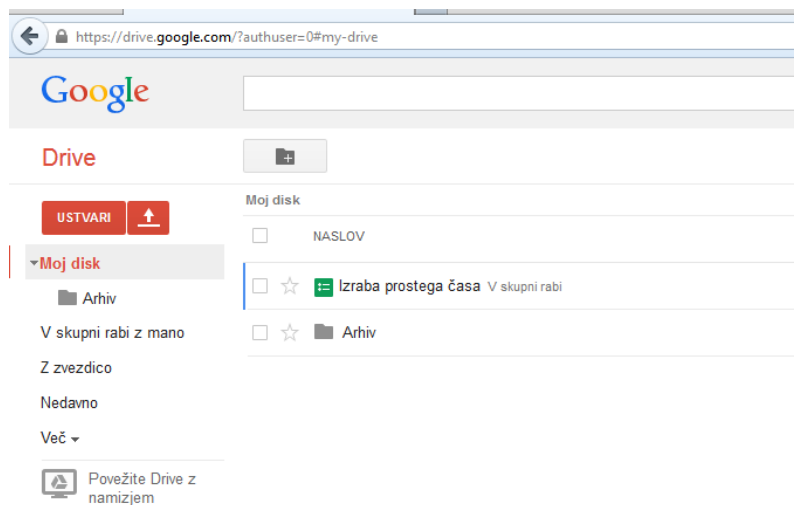 https://drive.google.com/?authuser=0#my-drive
Google
Drive
USTVARI
Moj disk
Arhiv
V skupni rabi z mano
Z zvezdico
Nedavno
Več
Povežite Drive z
namizjem
Moj disk
NASLOV
Izraba prostega časa V skupni rabi
Arhiv